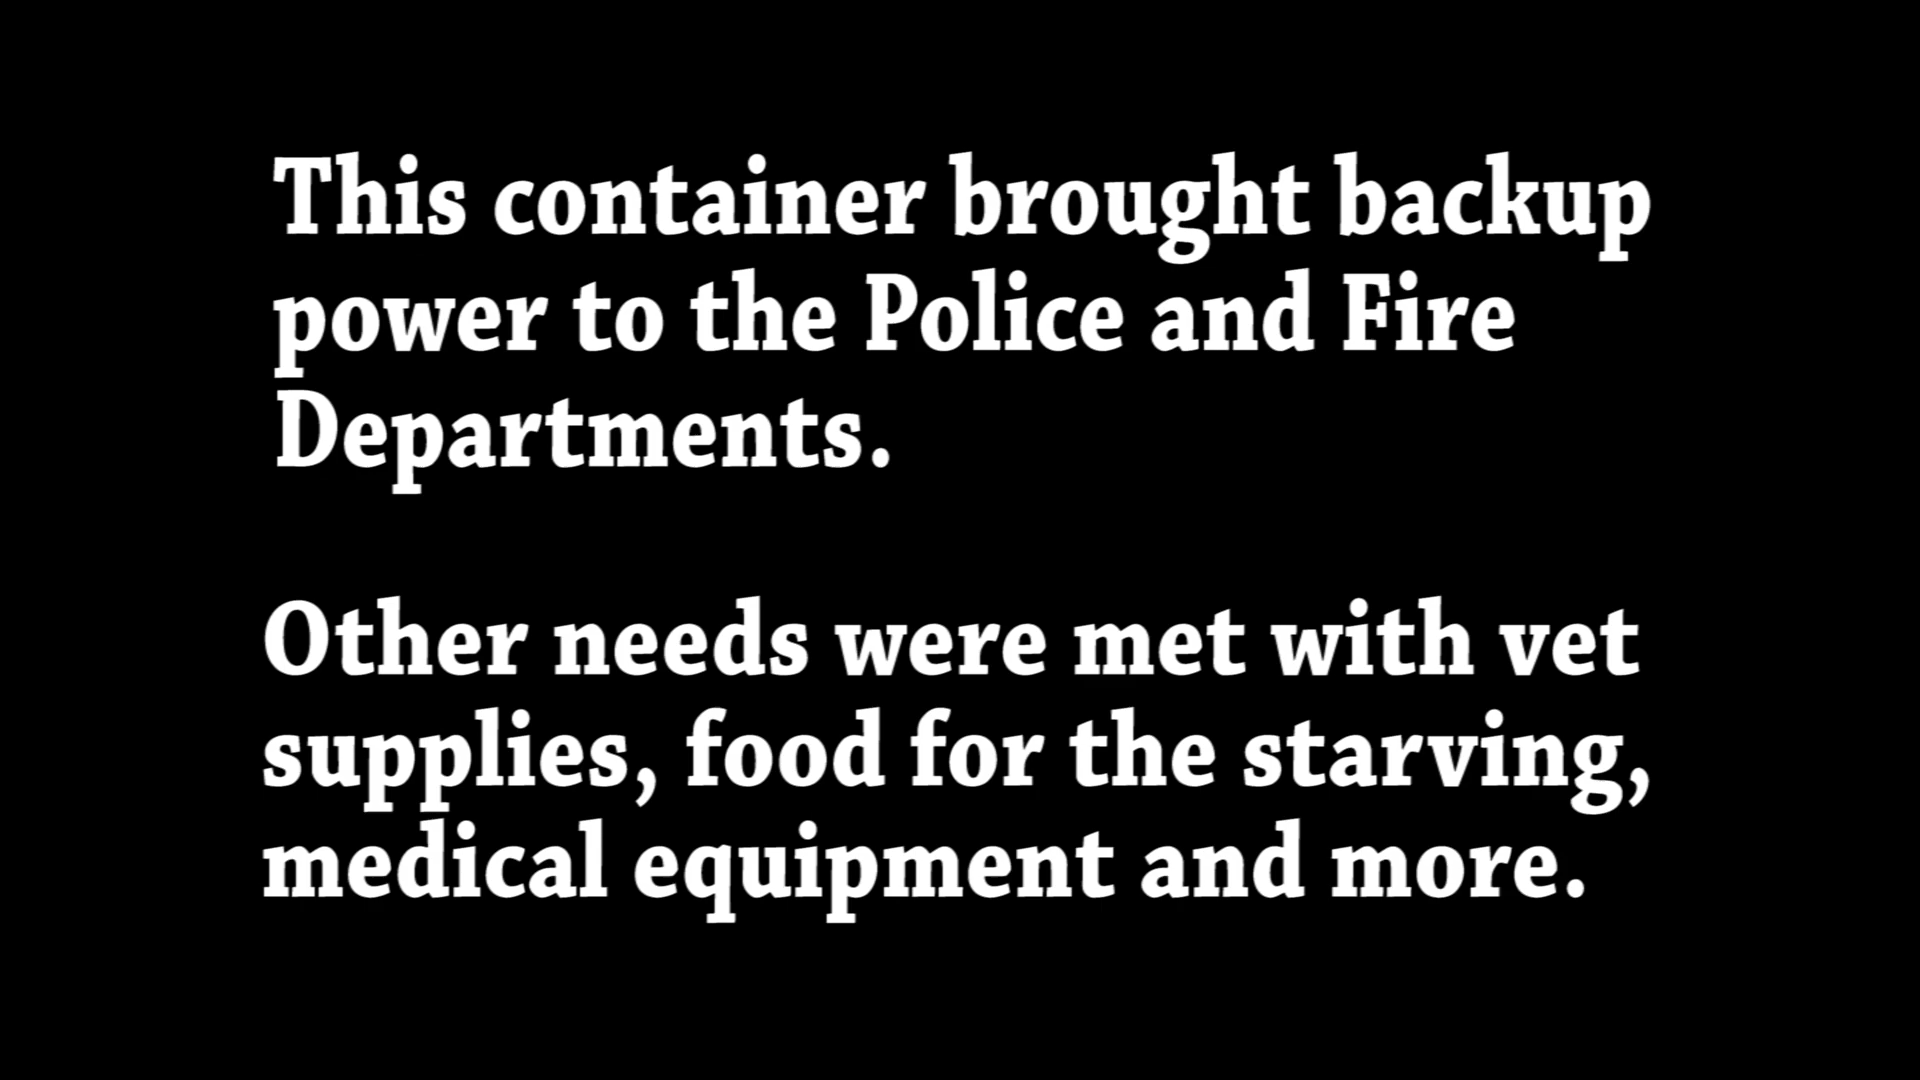 This container brought backup
power to the Police and Fire
Departments.
Other needs were met with vet
supplies, food for the starving,
medical equipment and more.